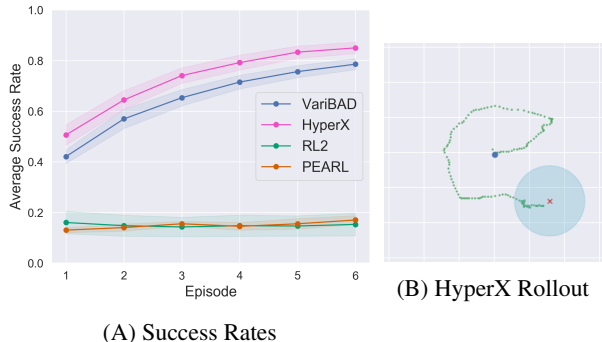 1.0
0.8
0.6
0.4
0.2
0.0
Average Success Rate
VariBAD
HyperX
RL2
PEARL
1 2 3 4 5 6
Episode
(A) Success Rates
(B) HyperX Rollout